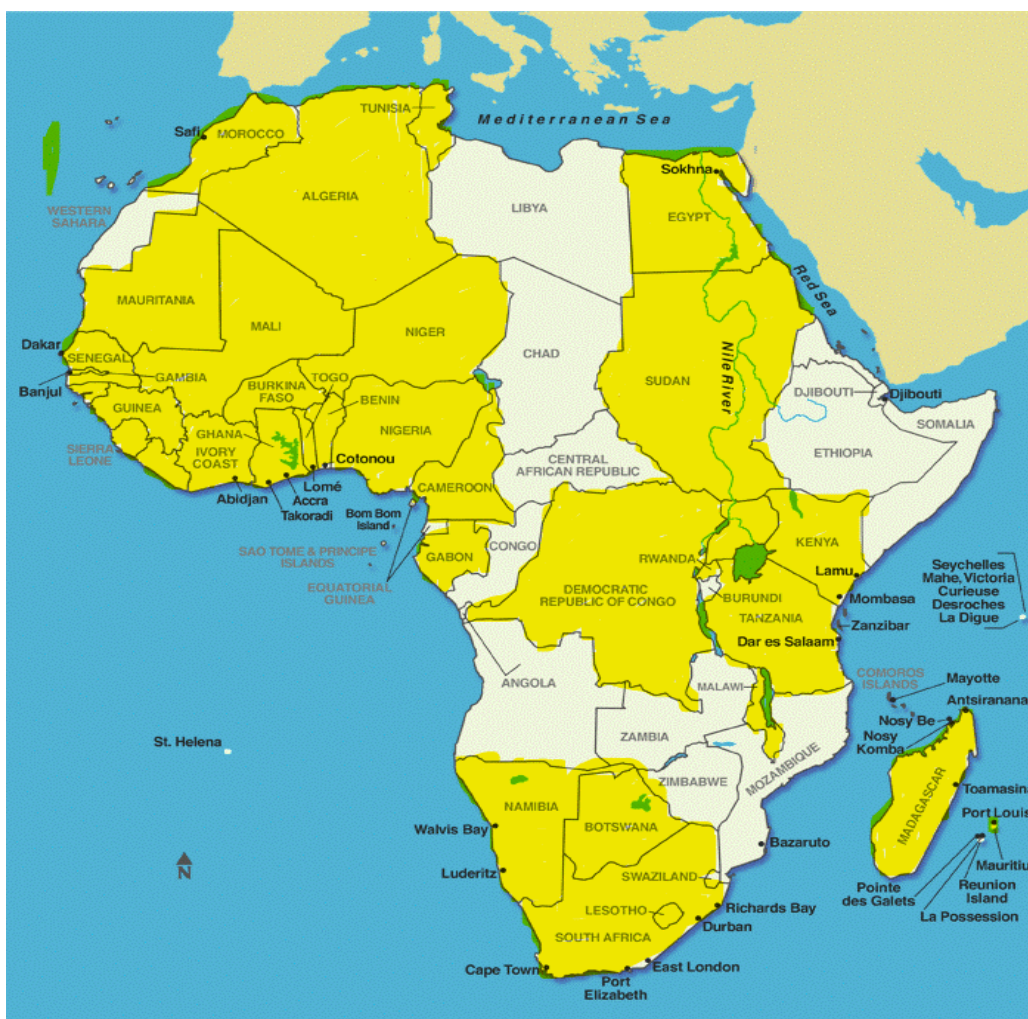 Mediterranean Sea
TUNISIA
Safi
MOROCCO
Sokhna
ALGERIA
LIBYA
EGYPT
WESTERN
SAHARA
Red Sea
MAURITANIA
MALI
NIGER
CHAD
SUDAN
Nile River
Dakar
SENEGAL
GAMBIA
Banjul
BURKINA
FASO
TOGO
BENIN
DJIBOUTI
Djibouti
GUINEA
GHANA
IVORY
COAST
NIGERIA
SOMALIA
ETHIOPIA
SIERRA
LEONE
Cotonou
CENTRAL
AFRICAN REPUBLIC
Lomé
Abidjan
Accra
Takoradi
CAMEROON
Bom Bom
Island
SAO TOME & PRINCIPE
ISLANDS
EQUATORIAL
GUINEA
GABON
CONGO
RWANDA
KENYA
Lamu
Seychelles
Mahe, Victoria
Curieuse
Desroches
La Digue
DEMOCRATIC
REPUBLIC OF CONGO
BURUNDI
Mombasa
TANZANIA
Zanzibar
Dar es Salaam
ANGOLA
MALAWI
COMOROS
ISLANDS
Mayotte
Antsiranana
Nosy Be
Nosy
Komba
St. Helena
ZAMBIA
MOZAMBIQUE
ZIMBABWE
MADAGASCAR
Toamasina
NAMIBIA
BOTSWANA
Port Louis
Walvis Bay
Bazaruto
Mauritiu
N
Luderitz
SWAZILAND
Pointe
des Galets
Reunion
Island
La Possession
LESOTHO
Richards Bay
Durban
SOUTH AFRICA
Cape Town
East London
Port
Elizabeth